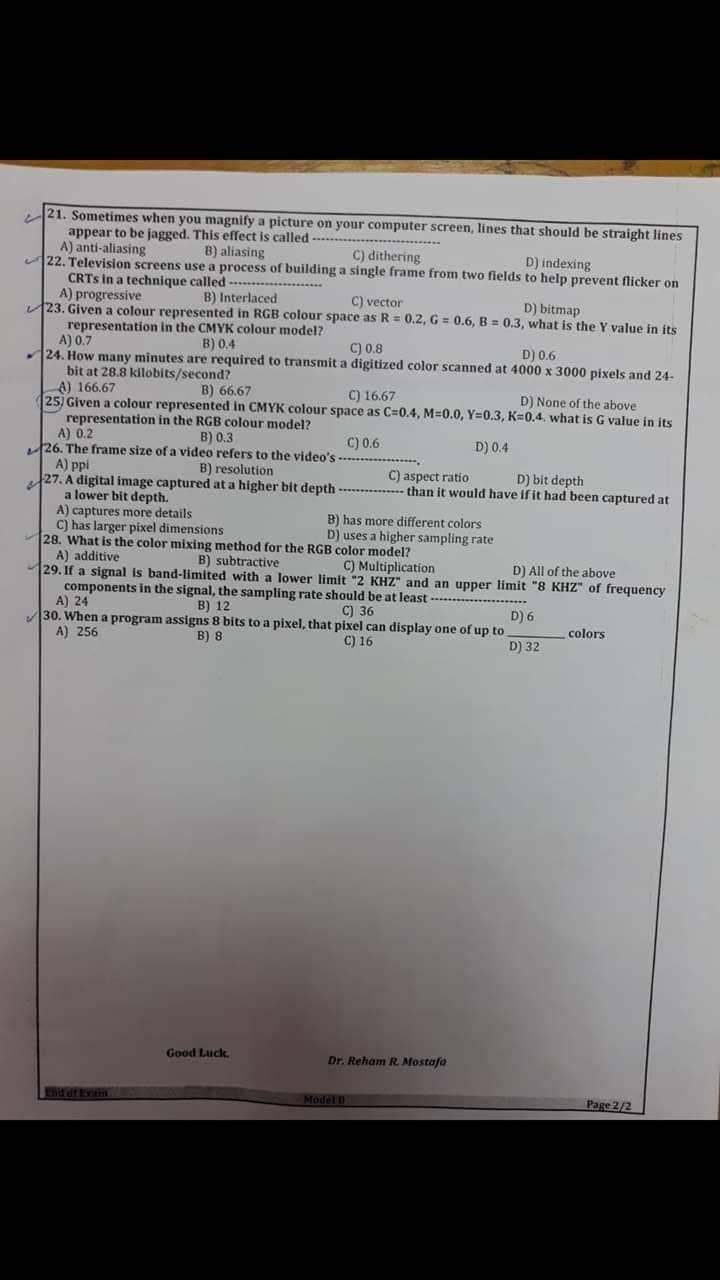 21. Sometimes when you magnify a picture on your computer screen, lines that should be straight lines
appear to be jagged. This effect is called -----------------------------
A) anti-aliasing B) aliasing C) dithering D) indexing
22. Television screens use a process of building a single frame from two fields to help prevent flicker on
CRTs in a technique called ---------------------
A) progressive B) Interlaced C) vector D) bitmap
23. Given a colour represented in RGB colour space as R = 0.2, G = 0.6, B = 0.3, what is the Y value in its
representation in the CMYK colour model?
A) 0.7 B) 0.4 C) 0.8 D) 0.6
24. How many minutes are required to transmit a digitized color scanned at 4000 x 3000 pixels and 24-
bit at 28.8 kilobits/second?
A) 166.67 B) 66.67 C) 16.67 D) None of the above
25. Given a colour represented in CMYK colour space as C=0.4, M=0.0, Y=0.3, K=0.4. what is G value in its
representation in the RGB colour model?
A) 0.2 B) 0.3 C) 0.6 D) 0.4
26. The frame size of a video refers to the video's ------------------.
A) ppi B) resolution C) aspect ratio D) bit depth
27. A digital image captured at a higher bit depth --------------- than it would have if it had been captured at
a lower bit depth.
A) captures more details B) has more different colors
C) has larger pixel dimensions D) uses a higher sampling rate
28. What is the color mixing method for the RGB color model?
A) additive B) subtractive C) Multiplication D) All of the above
29. If a signal is band-limited with a lower limit "2 KHZ" and an upper limit "8 KHZ" of frequency
components in the signal, the sampling rate should be at least ----------------------
A) 24 B) 12 C) 36 D) 6
30. When a program assigns 8 bits to a pixel, that pixel can display one of up to __________ colors
A) 256 B) 8 C) 16 D) 32
Good Luck.
Dr. Reham R. Mostafa
End of Exam Model B Page 2/2